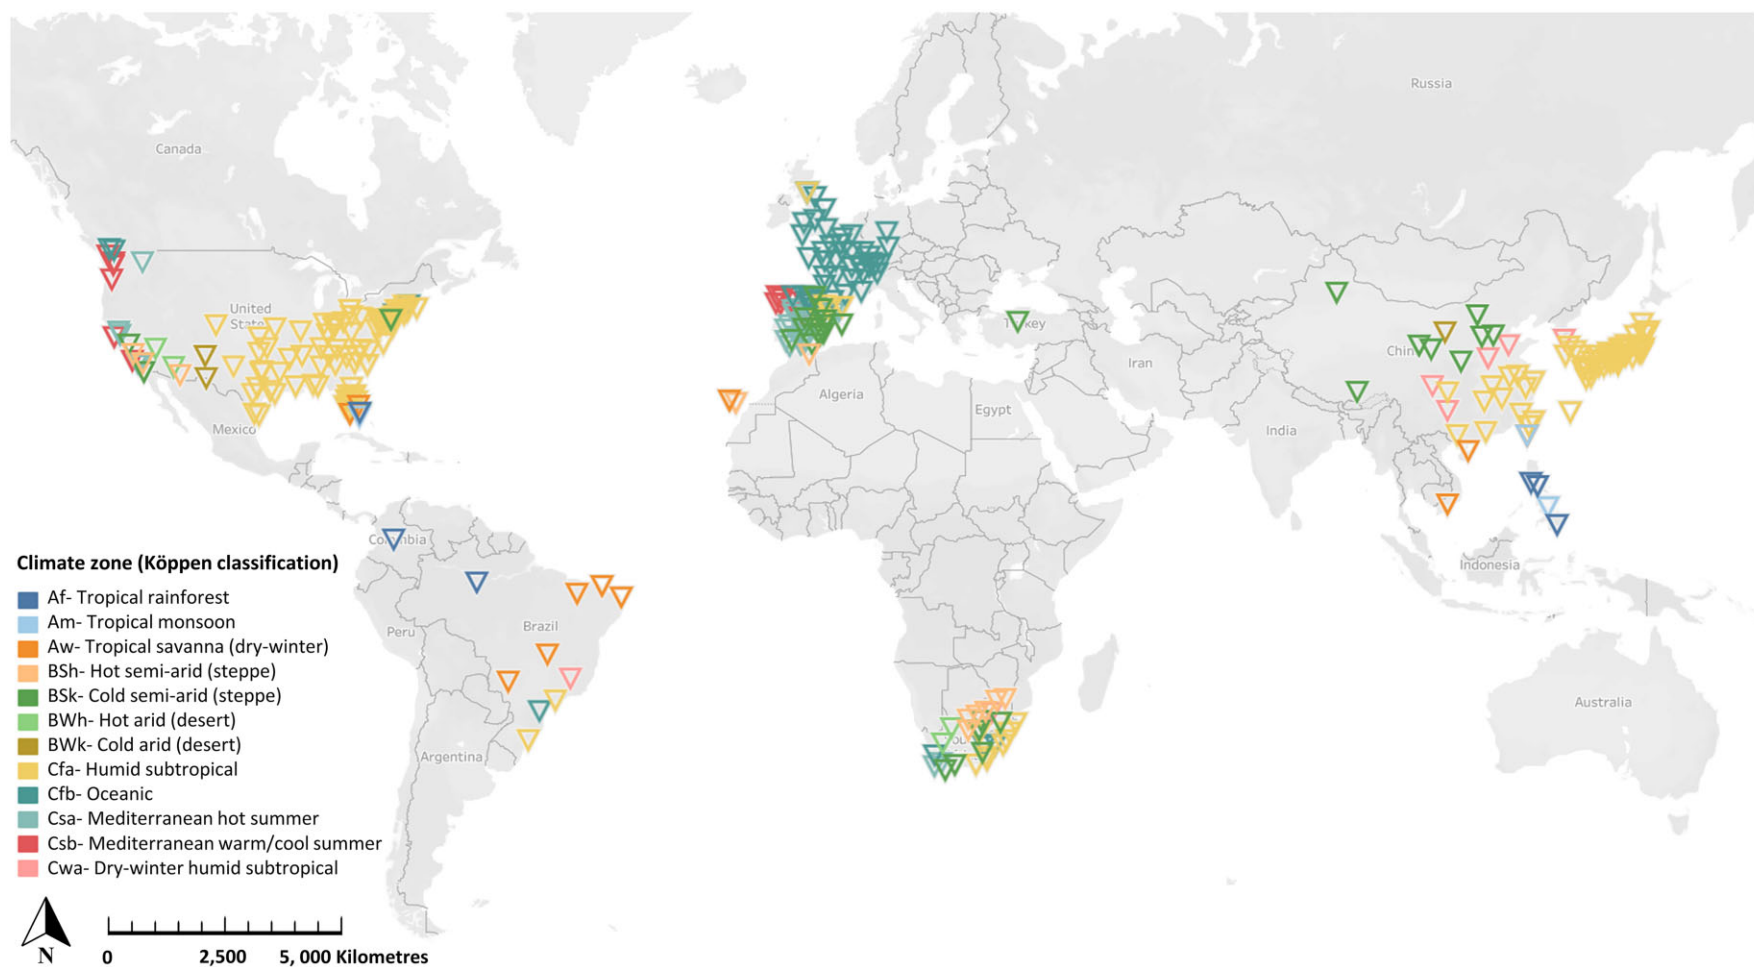 Russia
Canada
United
State
Mexico
Turkey
Iran
China
Algeria
Egypt
India
Colombia
Indonesia
Peru
Brazil
Argentina
Australia
Climate zone (Köppen classification)
Af- Tropical rainforest
Am- Tropical monsoon
Aw- Tropical savanna (dry-winter)
BSh- Hot semi-arid (steppe)
BSk- Cold semi-arid (steppe)
BWh- Hot arid (desert)
BWk- Cold arid (desert)
Cfa- Humid subtropical
Cfb- Oceanic
Csa- Mediterranean hot summer
Csb- Mediterranean warm/cool summer
Cwa- Dry-winter humid subtropical
N
0 2,500 5, 000 Kilometres